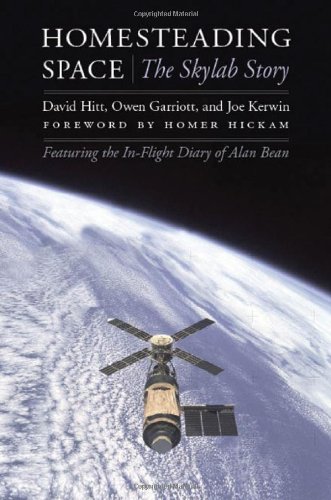 HOMESTEADING
SPACE | The Skylab Story
David Hitt, Owen Garriott, and Joe Kerwin
FOREWORD BY HOMER HICKAM
Featuring the In-Flight Diary of Alan Bean